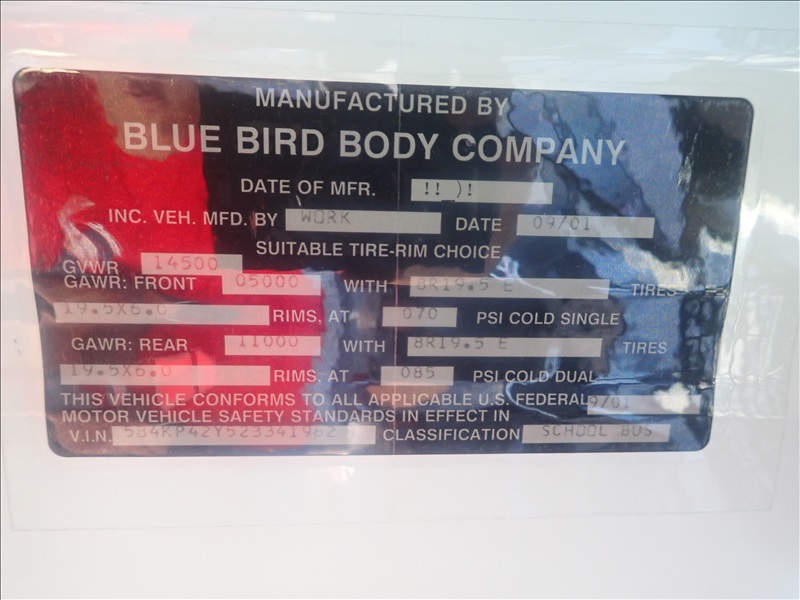 MANUFACTURED BY
BLUE BIRD BODY COMPANY
DATE OF MFR. !! )!
INC. VEH. MFD. BY WORK DATE 09/01
SUITABLE TIRE-RIM CHOICE
GVWR 14500
GAWR: FRONT 05000 WITH 8R19.5 E TIRES
19.5X6.0 RIMS, AT 070 PSI COLD SINGLE
GAWR: REAR 11000 WITH 8R19.5 E TIRES
19.5X6.0 RIMS, AT 085 PSI COLD DUAL
THIS VEHICLE CONFORMS TO ALL APPLICABLE U.S. FEDERAL
MOTOR VEHICLE SAFETY STANDARDS IN EFFECT IN 9/01
V.I.N. 5B4KP42Y523341962 CLASSIFICATION SCHOOL BUS